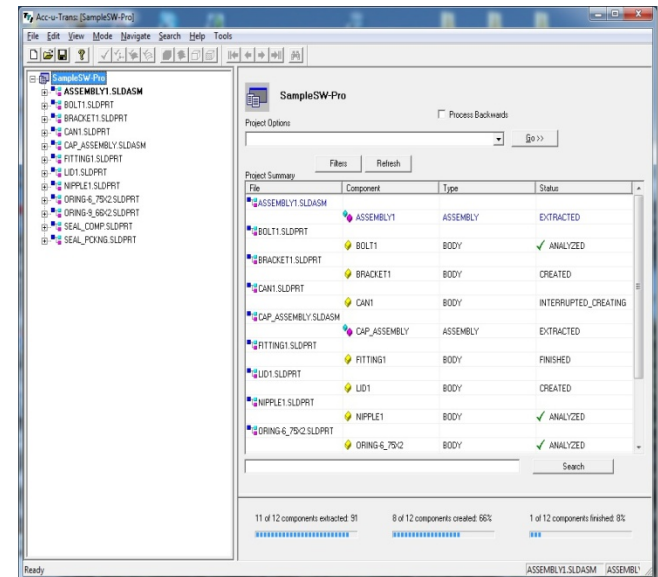 Acc-u-Trans: [SampleSW-Pro]
File Edit View Mode Navigate Search Help Tools
SampleSW-Pro
ASSEMBLY1.SLDASM
BOLT1.SLDPRT
BRACKET1.SLDPRT
CAN1.SLDPRT
CAP_ASSEMBLY.SLDASM
FITTING1.SLDPRT
LID1.SLDPRT
NIPPLE1.SLDPRT
ORING-6_75X2.SLDPRT
ORING-9_66X2.SLDPRT
SEAL_COMP.SLDPRT
SEAL_PCKNG.SLDPRT
SampleSW-Pro
Process Backwards
Project Options
Go >>
Filters Refresh
Project Summary
File Component Type Status
ASSEMBLY1.SLDASM
ASSEMBLY1 ASSEMBLY EXTRACTED
BOLT1.SLDPRT
BOLT1 BODY ANALYZED
BRACKET1.SLDPRT
BRACKET1 BODY CREATED
CAN1.SLDPRT
CAN1 BODY INTERRUPTED_CREATING
CAP_ASSEMBLY.SLDASM
CAP_ASSEMBLY ASSEMBLY EXTRACTED
FITTING1.SLDPRT
FITTING1 BODY FINISHED
LID1.SLDPRT
LID1 BODY CREATED
NIPPLE1.SLDPRT
NIPPLE1 BODY ANALYZED
ORING-6_75X2.SLDPRT
ORING-6_75X2 BODY ANALYZED
Search
11 of 12 components extracted: 91 8 of 12 components created: 66% 1 of 12 components finished: 8%
Ready ASSEMBLY1.SLDASM ASSEMBL